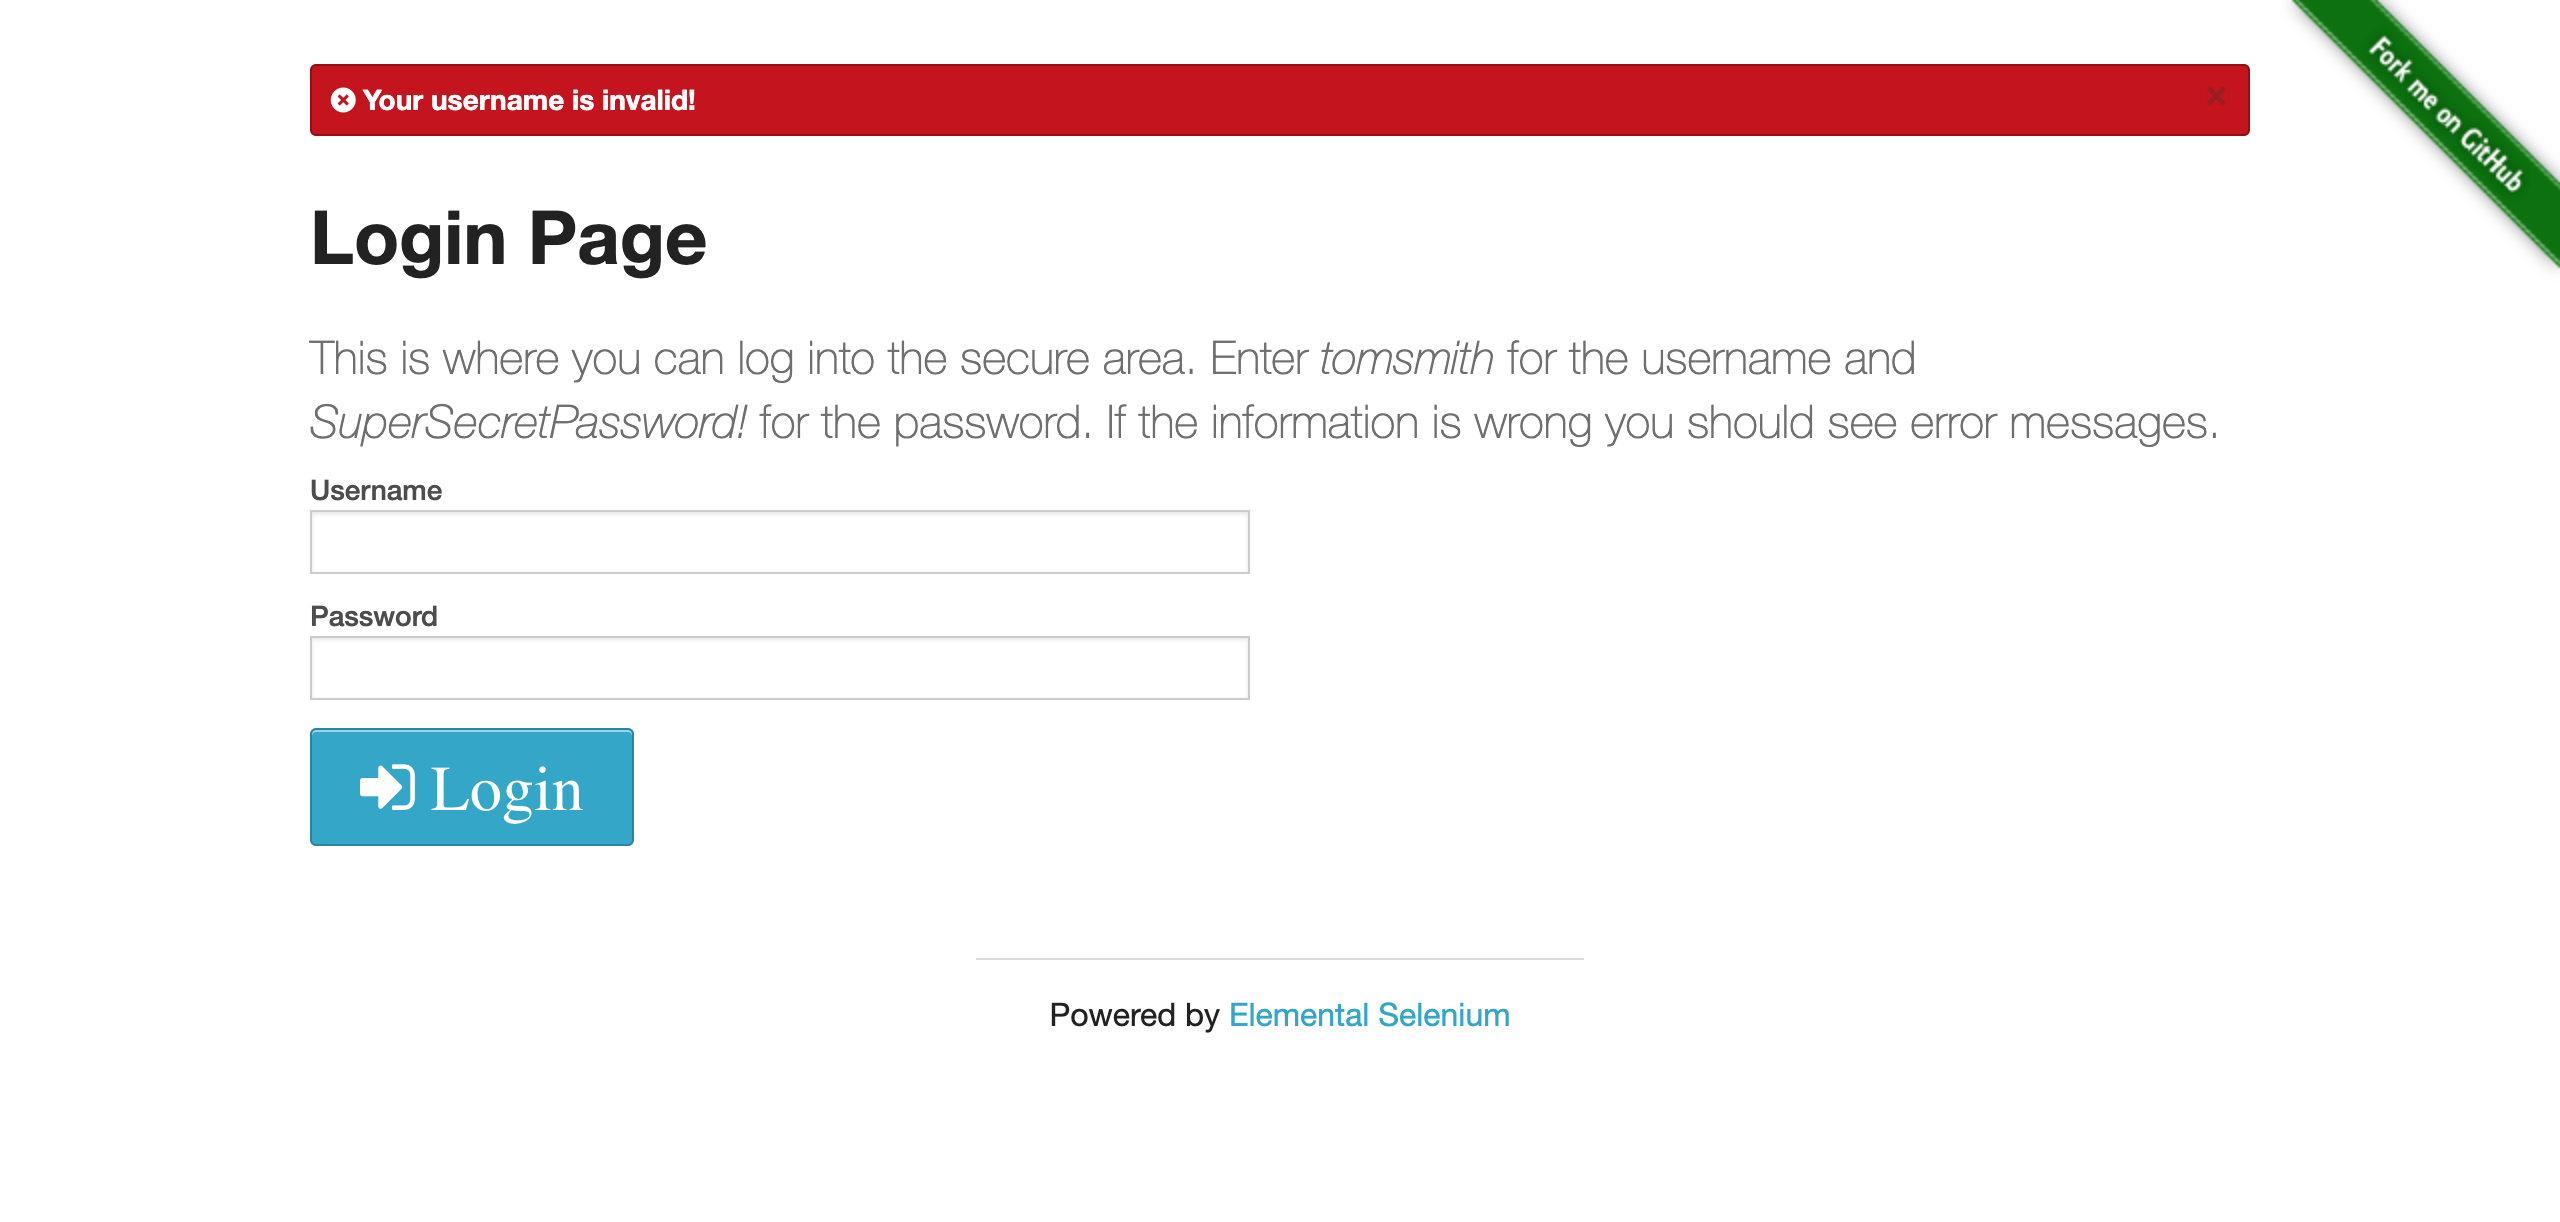 Your username is invalid!
×
Fork me on GitHub
Login Page
This is where you can log into the secure area. Enter tomsmith for the username and
SuperSecretPassword! for the password. If the information is wrong you should see error messages.
Username
Password
Login
Powered by Elemental Selenium